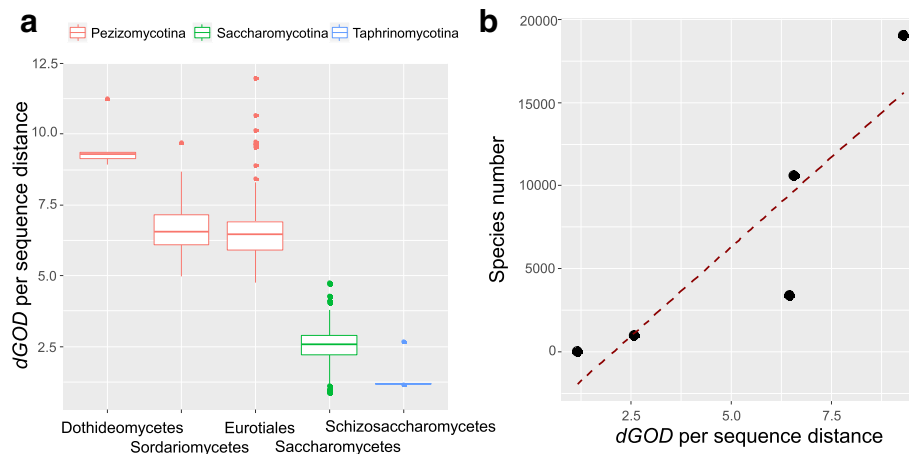 a
Pezizomycotina Saccharomycotina Taphrinomycotina
12.5
10.0
7.5
5.0
2.5
dGOD per sequence distance
Dothideomycetes
Sordariomycetes
Eurotiales
Saccharomycetes
Schizosaccharomycetes
b
20000
15000
10000
5000
0
Species number
2.5 5.0 7.5
dGOD per sequence distance